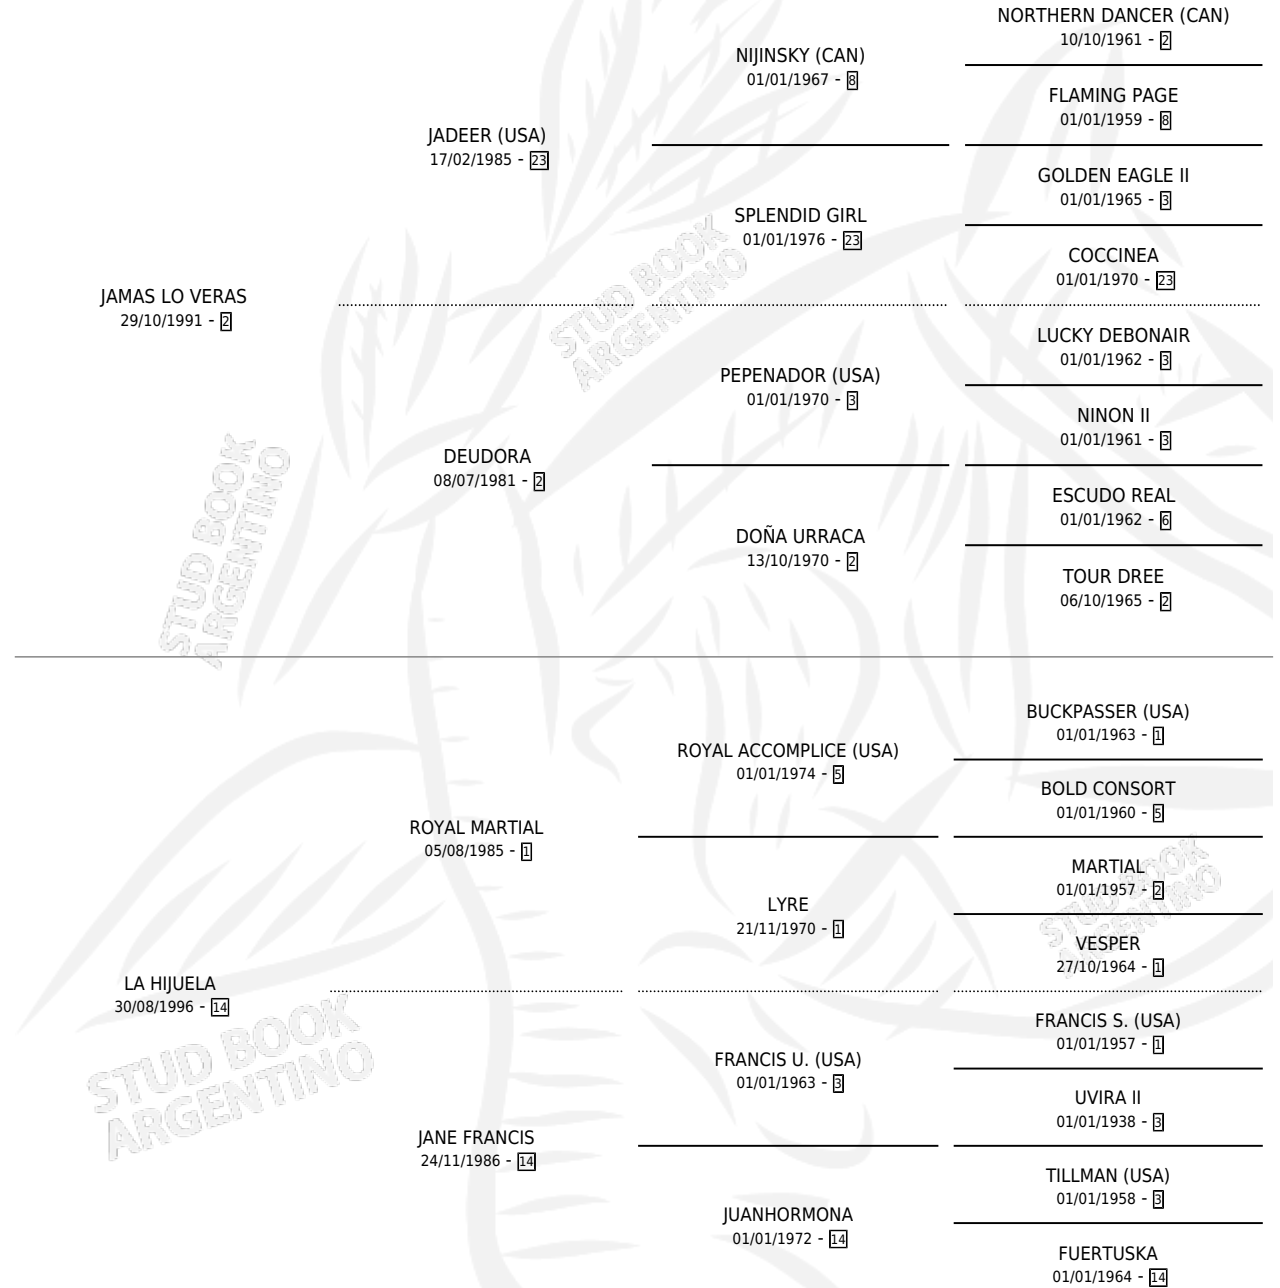 NORTHERN DANCER (CAN)
10/10/1961 - 2
NIJINSKY (CAN)
01/01/1967 - 8
FLAMING PAGE
01/01/1959 - 8
JADEER (USA)
17/02/1985 - 23
GOLDEN EAGLE II
01/01/1965 - 3
SPLENDID GIRL
01/01/1976 - 23
COCCINEA
01/01/1970 - 23
JAMAS LO VERAS
29/10/1991 - 2
LUCKY DEBONAIR
01/01/1962 - 3
PEPENADOR (USA)
01/01/1970 - 3
NINON II
01/01/1961 - 3
DEUDORA
08/07/1981 - 2
ESCUDO REAL
01/01/1962 - 6
DOÑA URRACA
13/10/1970 - 2
TOUR DREE
06/10/1965 - 2
BUCKPASSER (USA)
01/01/1963 - 1
ROYAL ACCOMPLICE (USA)
01/01/1974 - 5
BOLD CONSORT
01/01/1960 - 5
ROYAL MARTIAL
05/08/1985 - 1
MARTIAL
01/01/1957 - 2
LYRE
21/11/1970 - 1
VESPER
27/10/1964 - 1
LA HIJUELA
30/08/1996 - 14
FRANCIS S. (USA)
01/01/1957 - 1
FRANCIS U. (USA)
01/01/1963 - 3
UVIRA II
01/01/1938 - 3
JANE FRANCIS
24/11/1986 - 14
TILLMAN (USA)
01/01/1958 - 3
JUANHORMONA
01/01/1972 - 14
FUERTUSKA
01/01/1964 - 14
STUD BOOK
ARGENTINO
STUD BOOK
ARGENTINO
STUD BOOK
ARGENTINO
STUD BOOK
ARGENTINO